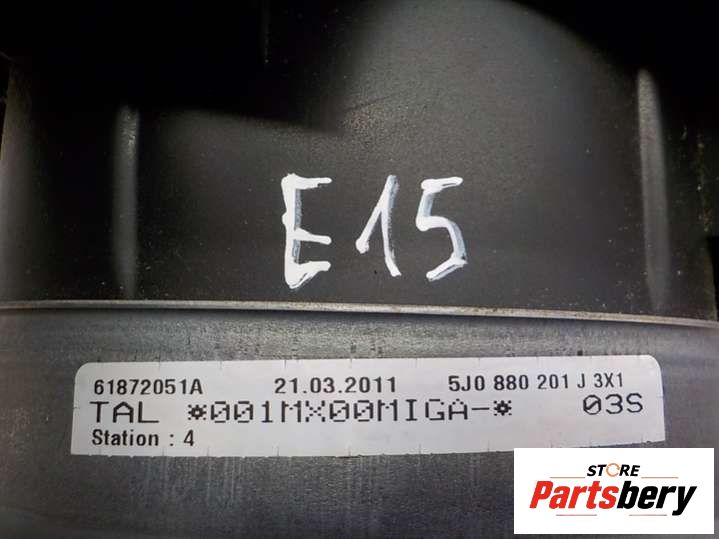 E15
61872051A 21.03.2011 5J0 880 201 J 3X1
TAL *001MX00MIGA-* 03S
Station : 4
STORE
Partsbery